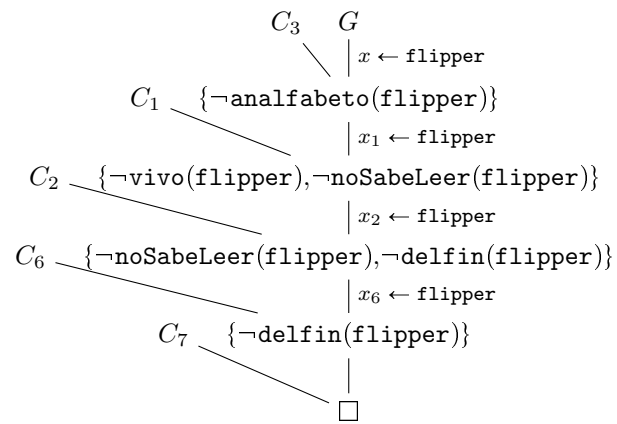 C₃ G
x ← flipper
C₁ {¬analfabeto(flipper)}
x₁ ← flipper
C₂ {¬vivo(flipper),¬noSabeLeer(flipper)}
x₂ ← flipper
C₆ {¬noSabeLeer(flipper),¬delfin(flipper)}
x₆ ← flipper
C₇ {¬delfin(flipper)}
□